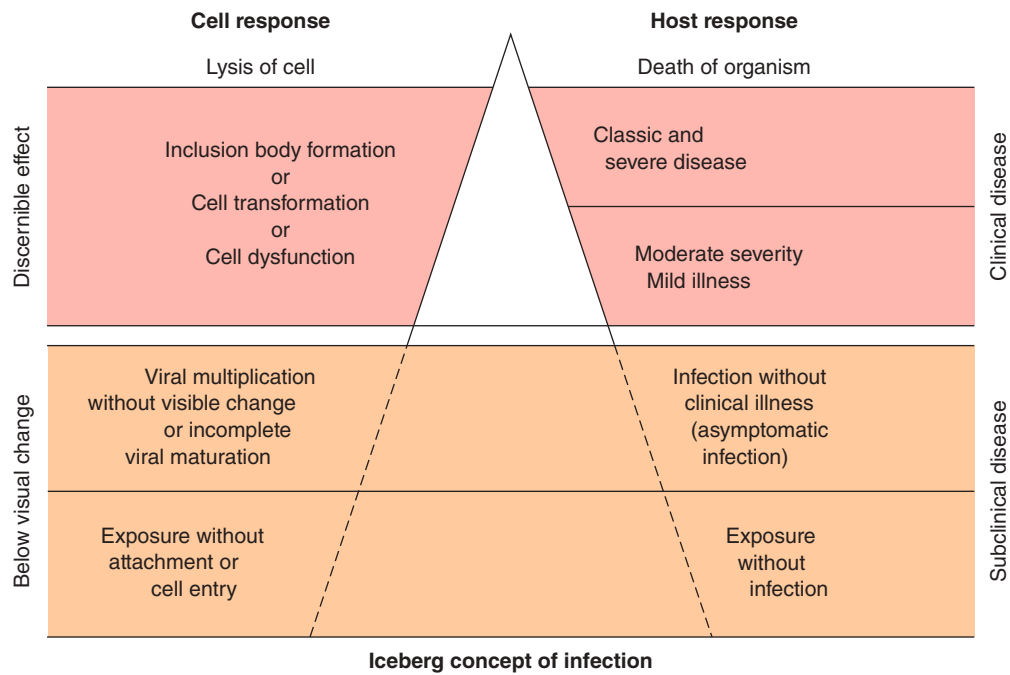 Cell response
Host response
Lysis of cell
Death of organism
Discernible effect
Inclusion body formation
or
Cell transformation
or
Cell dysfunction
Classic and
severe disease
Moderate severity
Mild illness
Clinical disease
Below visual change
Viral multiplication
without visible change
or incomplete
viral maturation
Infection without
clinical illness
(asymptomatic
infection)
Exposure without
attachment or
cell entry
Exposure
without
infection
Subclinical disease
Iceberg concept of infection